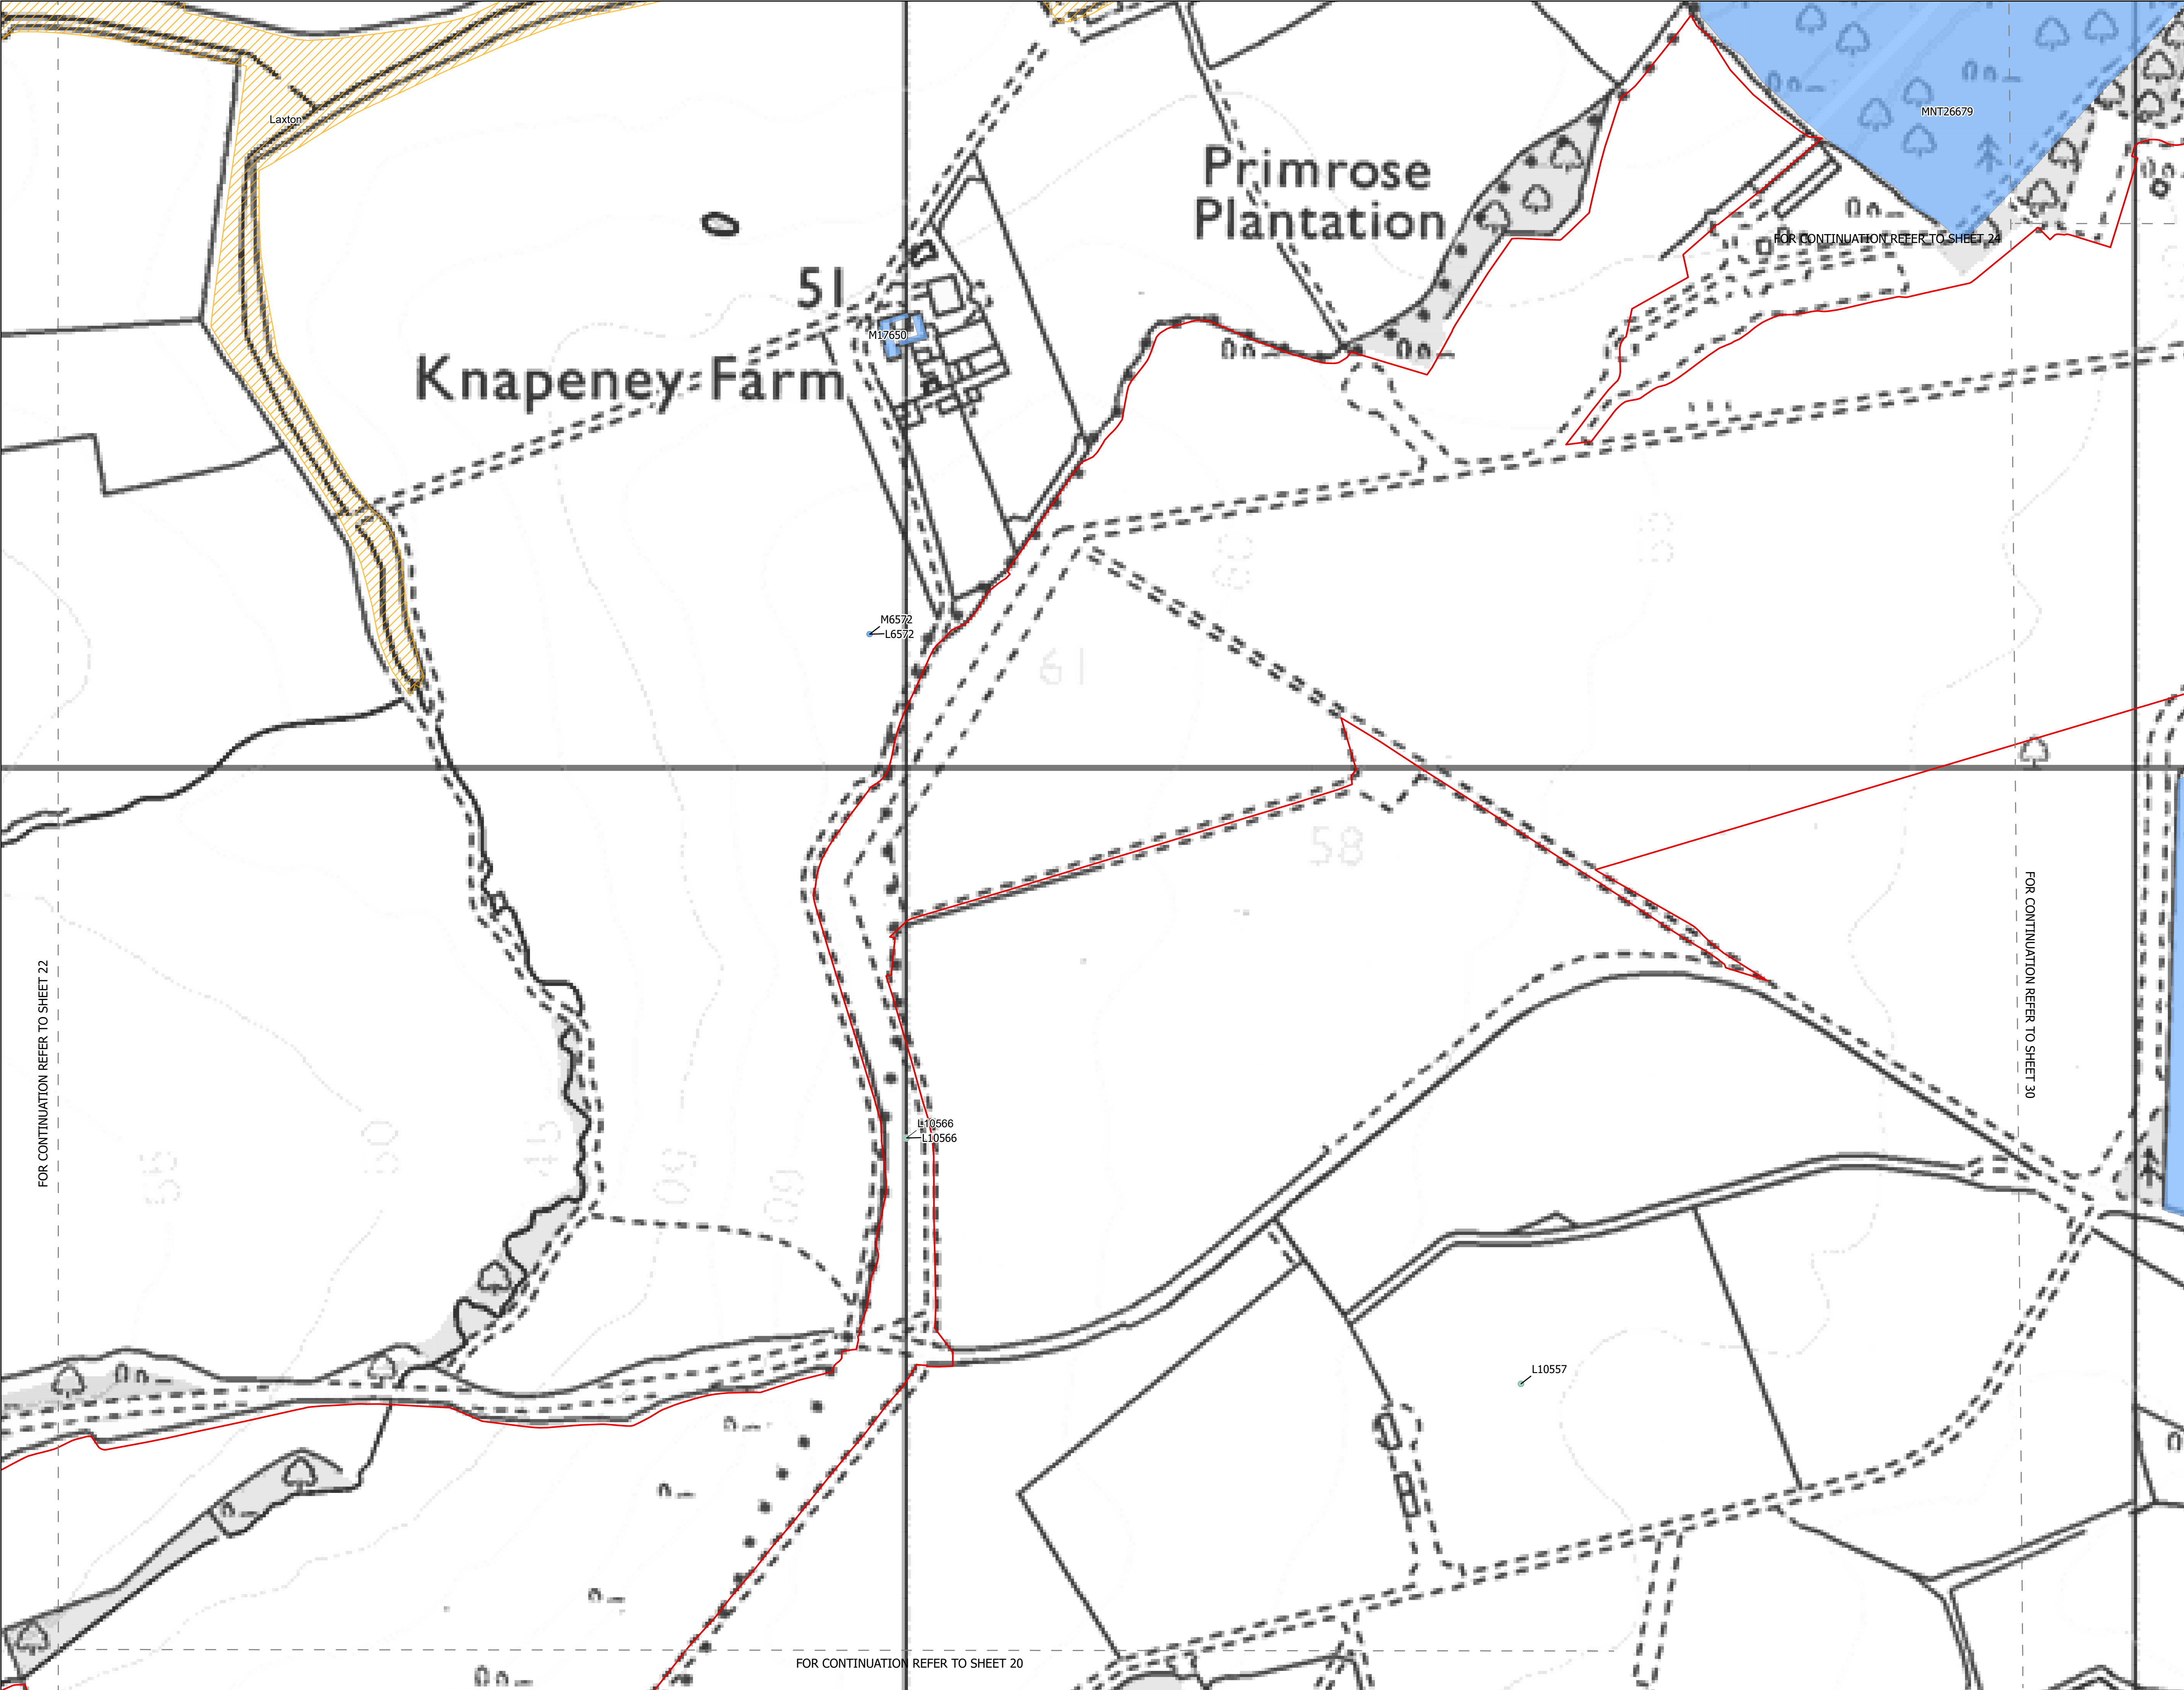 Laxton
MNT26679
Primrose
Plantation
FOR CONTINUATION REFER TO SHEET 24
51
M17650
Knapeney Farm
M6572
L6572
61
58
FOR CONTINUATION REFER TO SHEET 22
FOR CONTINUATION REFER TO SHEET 30
L10566
L10566
L10557
FOR CONTINUATION REFER TO SHEET 20